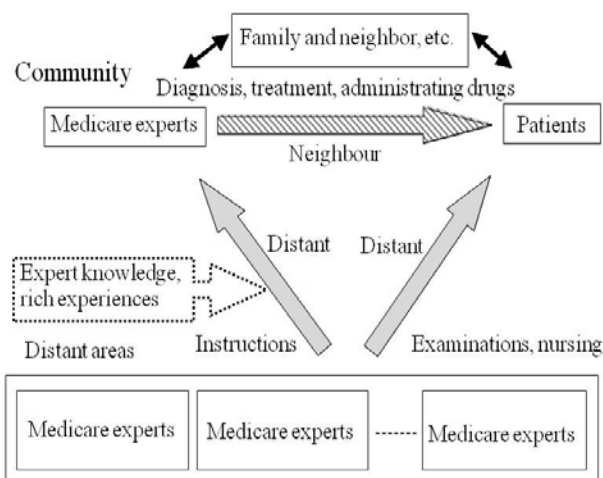 Family and neighbor, etc.
Community
Diagnosis, treatment, administrating drugs
Medicare experts
Patients
Neighbour
Distant
Distant
Expert knowledge,
rich experiences
Distant areas
Instructions
Examinations, nursing
Medicare experts
Medicare experts
Medicare experts